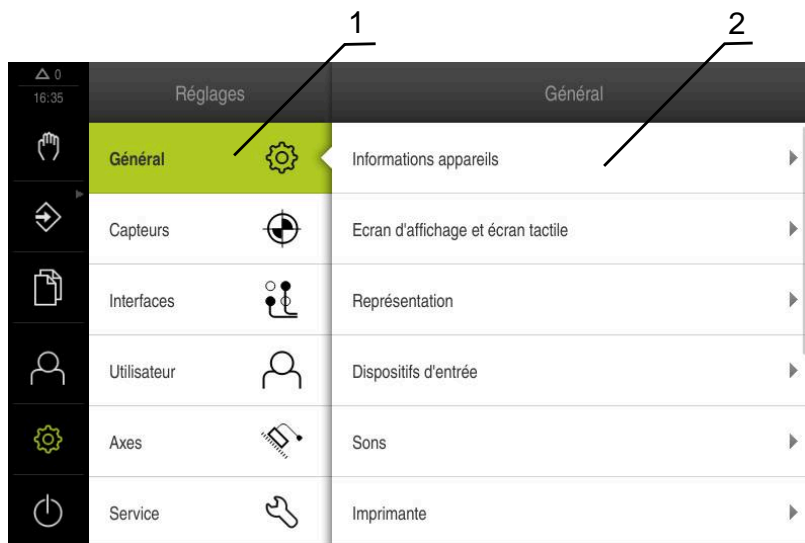 1
2
0
16:35
Réglages
Général
Général
Informations appareils
Capteurs
Ecran d'affichage et écran tactile
Interfaces
Représentation
Utilisateur
Dispositifs d'entrée
Axes
Sons
Service
Imprimante